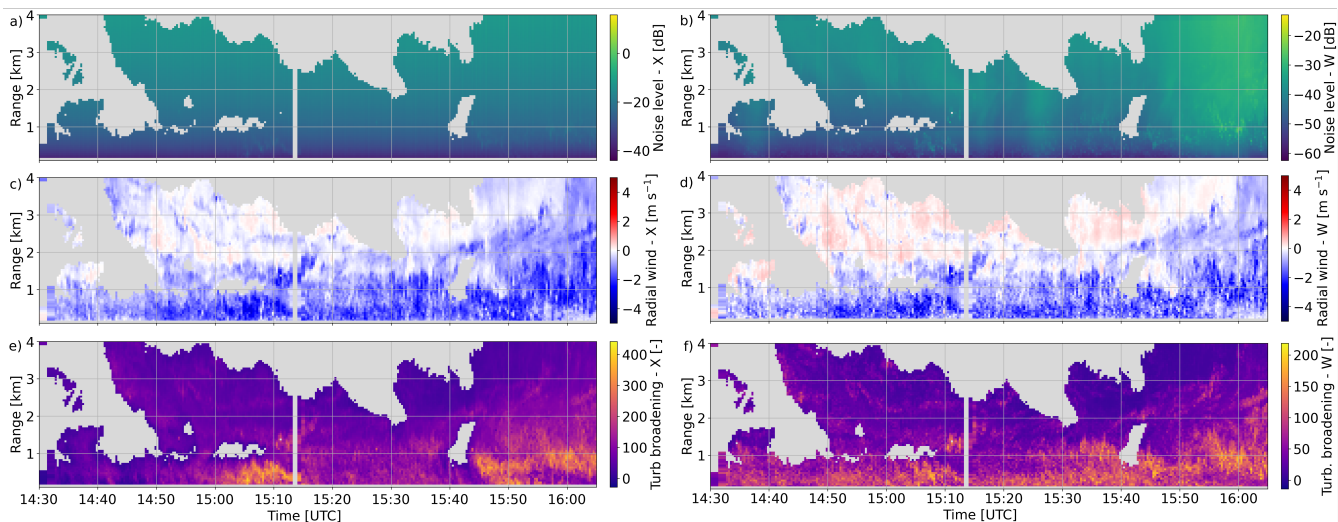 a)
4
3
2
1
Range [km]
0
−20
−40
Noise level - X [dB]
b)
4
3
2
1
Range [km]
−20
−30
−40
−50
−60
Noise level - W [dB]
c)
4
3
2
1
Range [km]
4
2
0
−2
−4
Radial wind - X [m s⁻¹]
d)
4
3
2
1
Range [km]
4
2
0
−2
−4
Radial wind - W [m s⁻¹]
e)
4
3
2
1
Range [km]
400
300
200
100
0
Turb broadening - X [-]
14:30 14:40 14:50 15:00 15:10 15:20 15:30 15:40 15:50 16:00
Time [UTC]
f)
4
3
2
1
Range [km]
200
150
100
50
0
Turb broadening - W [-]
14:30 14:40 14:50 15:00 15:10 15:20 15:30 15:40 15:50 16:00
Time [UTC]